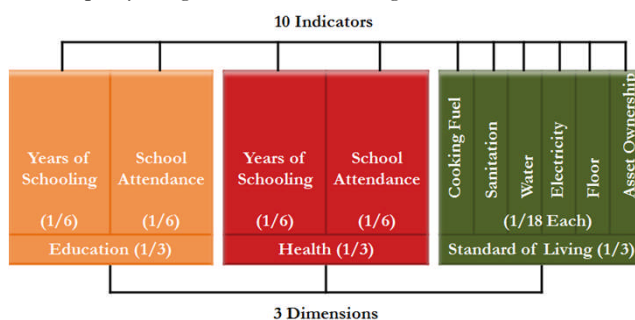 10 Indicators
Years of
Schooling
(1/6)
School
Attendance
(1/6)
Education (1/3)
Years of
Schooling
(1/6)
School
Attendance
(1/6)
Health (1/3)
Cooking Fuel
Sanitation
Water
Electricity
Floor
Asset Ownership
(1/18 Each)
Standard of Living (1/3)
3 Dimensions